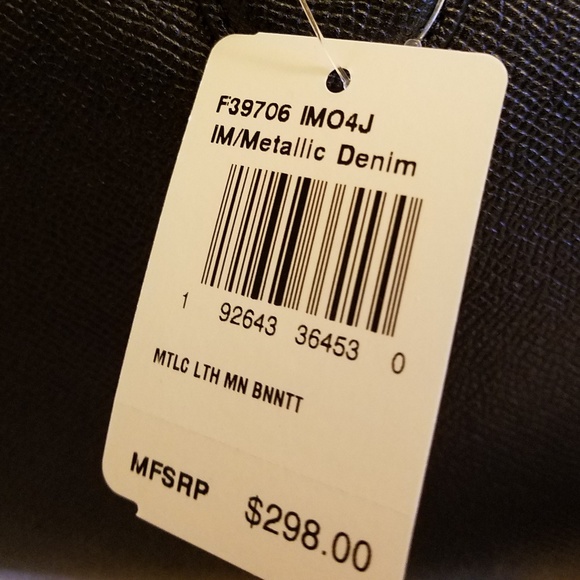 F39706 IMO4J
IM/Metallic Denim
1 92643 36453 0
MTLC LTH MN BNNTT
MFSRP $298.00